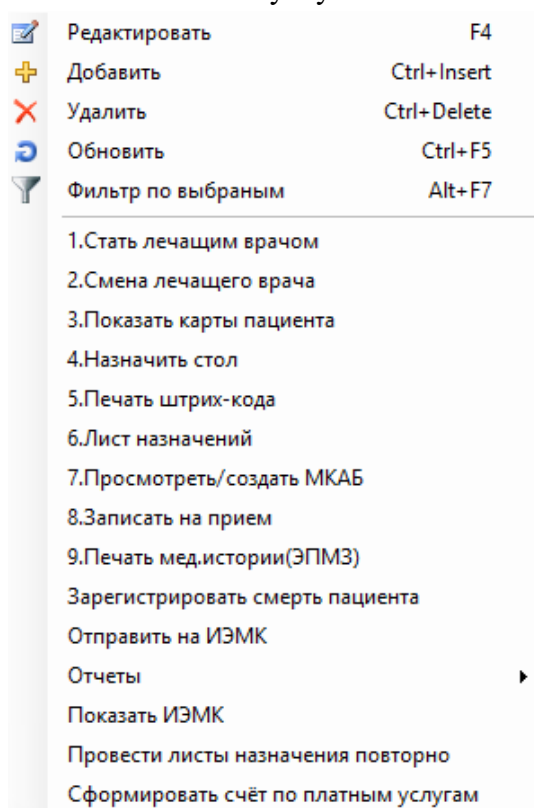 Редактировать F4
Добавить Ctrl+Insert
Удалить Ctrl+Delete
Обновить Ctrl+F5
Фильтр по выбраным Alt+F7
1.Стать лечащим врачом
2.Смена лечащего врача
3.Показать карты пациента
4.Назначить стол
5.Печать штрих-кода
6.Лист назначений
7.Просмотреть/создать МКАБ
8.Записать на прием
9.Печать мед.истории(ЭПМЗ)
Зарегистрировать смерть пациента
Отправить на ИЭМК
Отчеты
Показать ИЭМК
Провести листы назначения повторно
Сформировать счёт по платным услугам